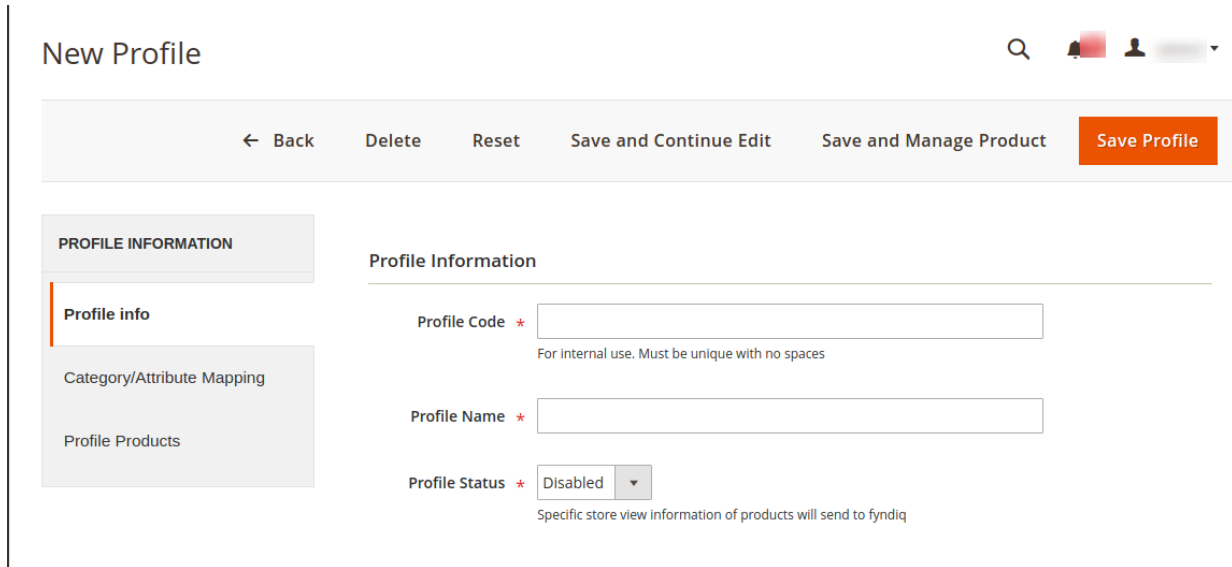 New Profile
← Back Delete Reset Save and Continue Edit Save and Manage Product Save Profile
PROFILE INFORMATION
Profile info
Category/Attribute Mapping
Profile Products
Profile Information
Profile Code *
For internal use. Must be unique with no spaces
Profile Name *
Profile Status * Disabled
Specific store view information of products will send to fyndiq